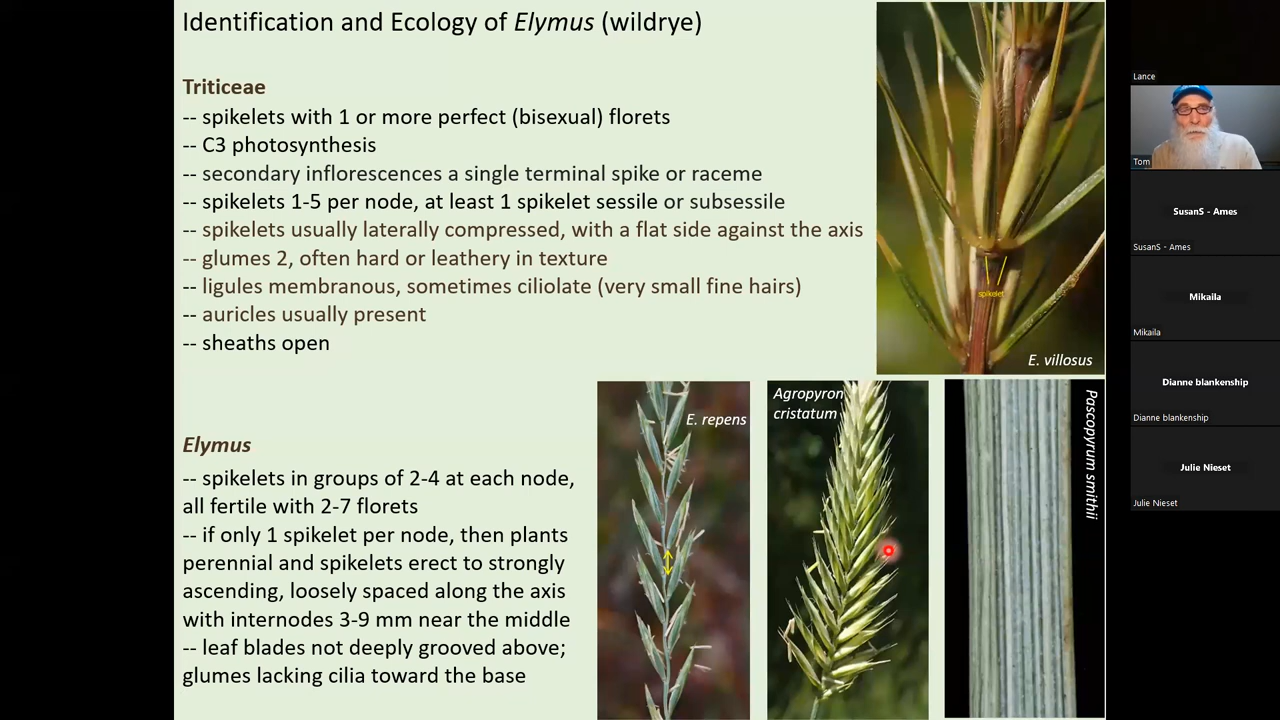 Identification and Ecology of Elymus (wildrye)
Triticeae
-- spikelets with 1 or more perfect (bisexual) florets
-- C3 photosynthesis
-- secondary inflorescences a single terminal spike or raceme
-- spikelets 1-5 per node, at least 1 spikelet sessile or subsessile
-- spikelets usually laterally compressed, with a flat side against the axis
-- glumes 2, often hard or leathery in texture
-- ligules membranous, sometimes ciliolate (very small fine hairs)
-- auricles usually present
-- sheaths open
spikelet
E. villosus
Elymus
-- spikelets in groups of 2-4 at each node,
all fertile with 2-7 florets
-- if only 1 spikelet per node, then plants
perennial and spikelets erect to strongly
ascending, loosely spaced along the axis
with internodes 3-9 mm near the middle
-- leaf blades not deeply grooved above;
glumes lacking cilia toward the base
E. repens
Agropyron
cristatum
Pascopyrum smithii
Lance
Tom
SusanS - Ames
SusanS - Ames
Mikaila
Mikaila
Dianne blankenship
Dianne blankenship
Julie Nieset
Julie Nieset